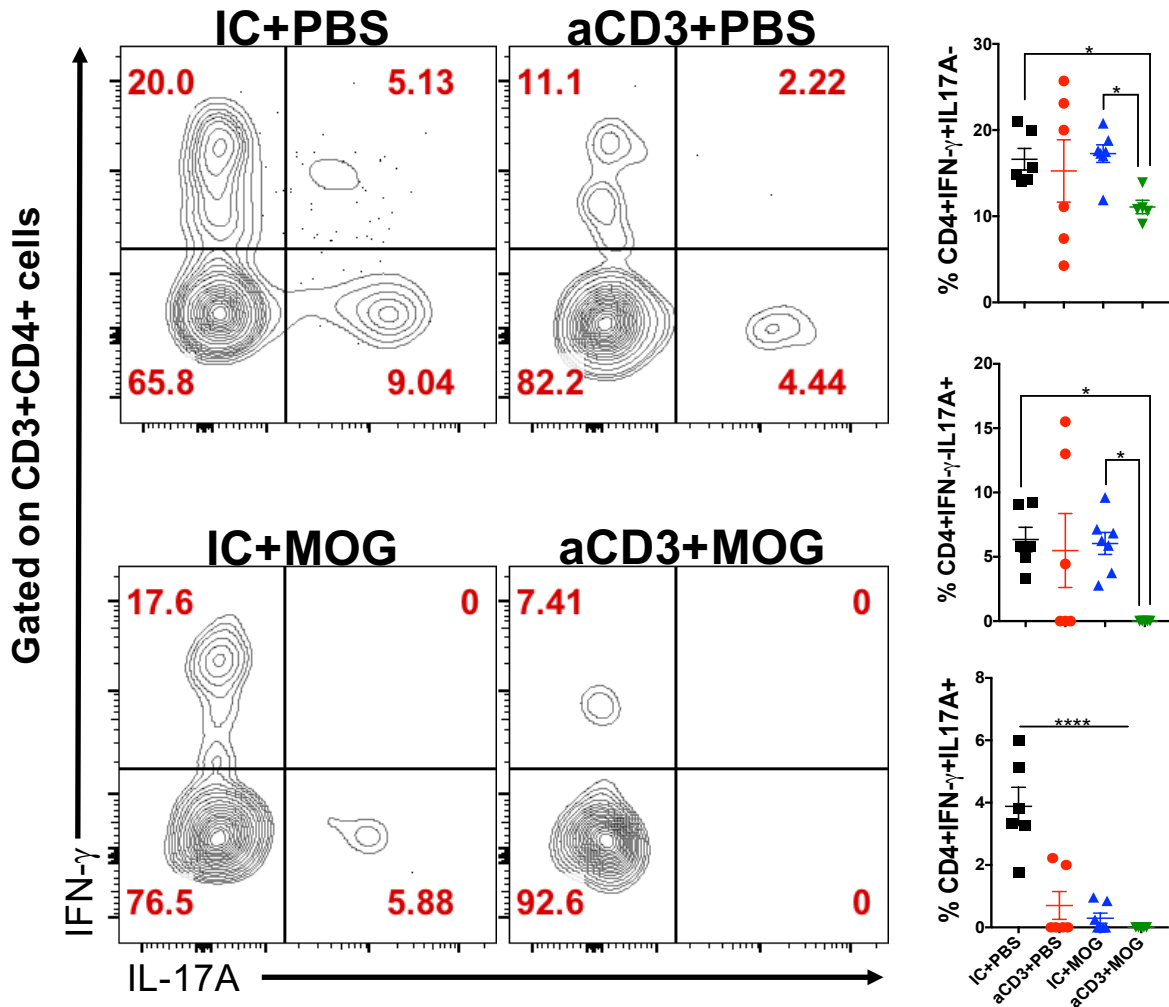 IC+PBS
aCD3+PBS
20.0
5.13
11.1
2.22
65.8
9.04
82.2
4.44
IC+MOG
aCD3+MOG
17.6
0
7.41
0
76.5
5.88
92.6
0
Gated on CD3+CD4+ cells
IFN-γ
IL-17A
% CD4+IFN-γ+IL17A-
30
20
10
0
*
*
% CD4+IFN-γ-IL17A+
20
15
10
5
0
*
*
% CD4+IFN-γ+IL17A+
8
6
4
2
0
****
IC+PBS
aCD3+PBS
IC+MOG
aCD3+MOG